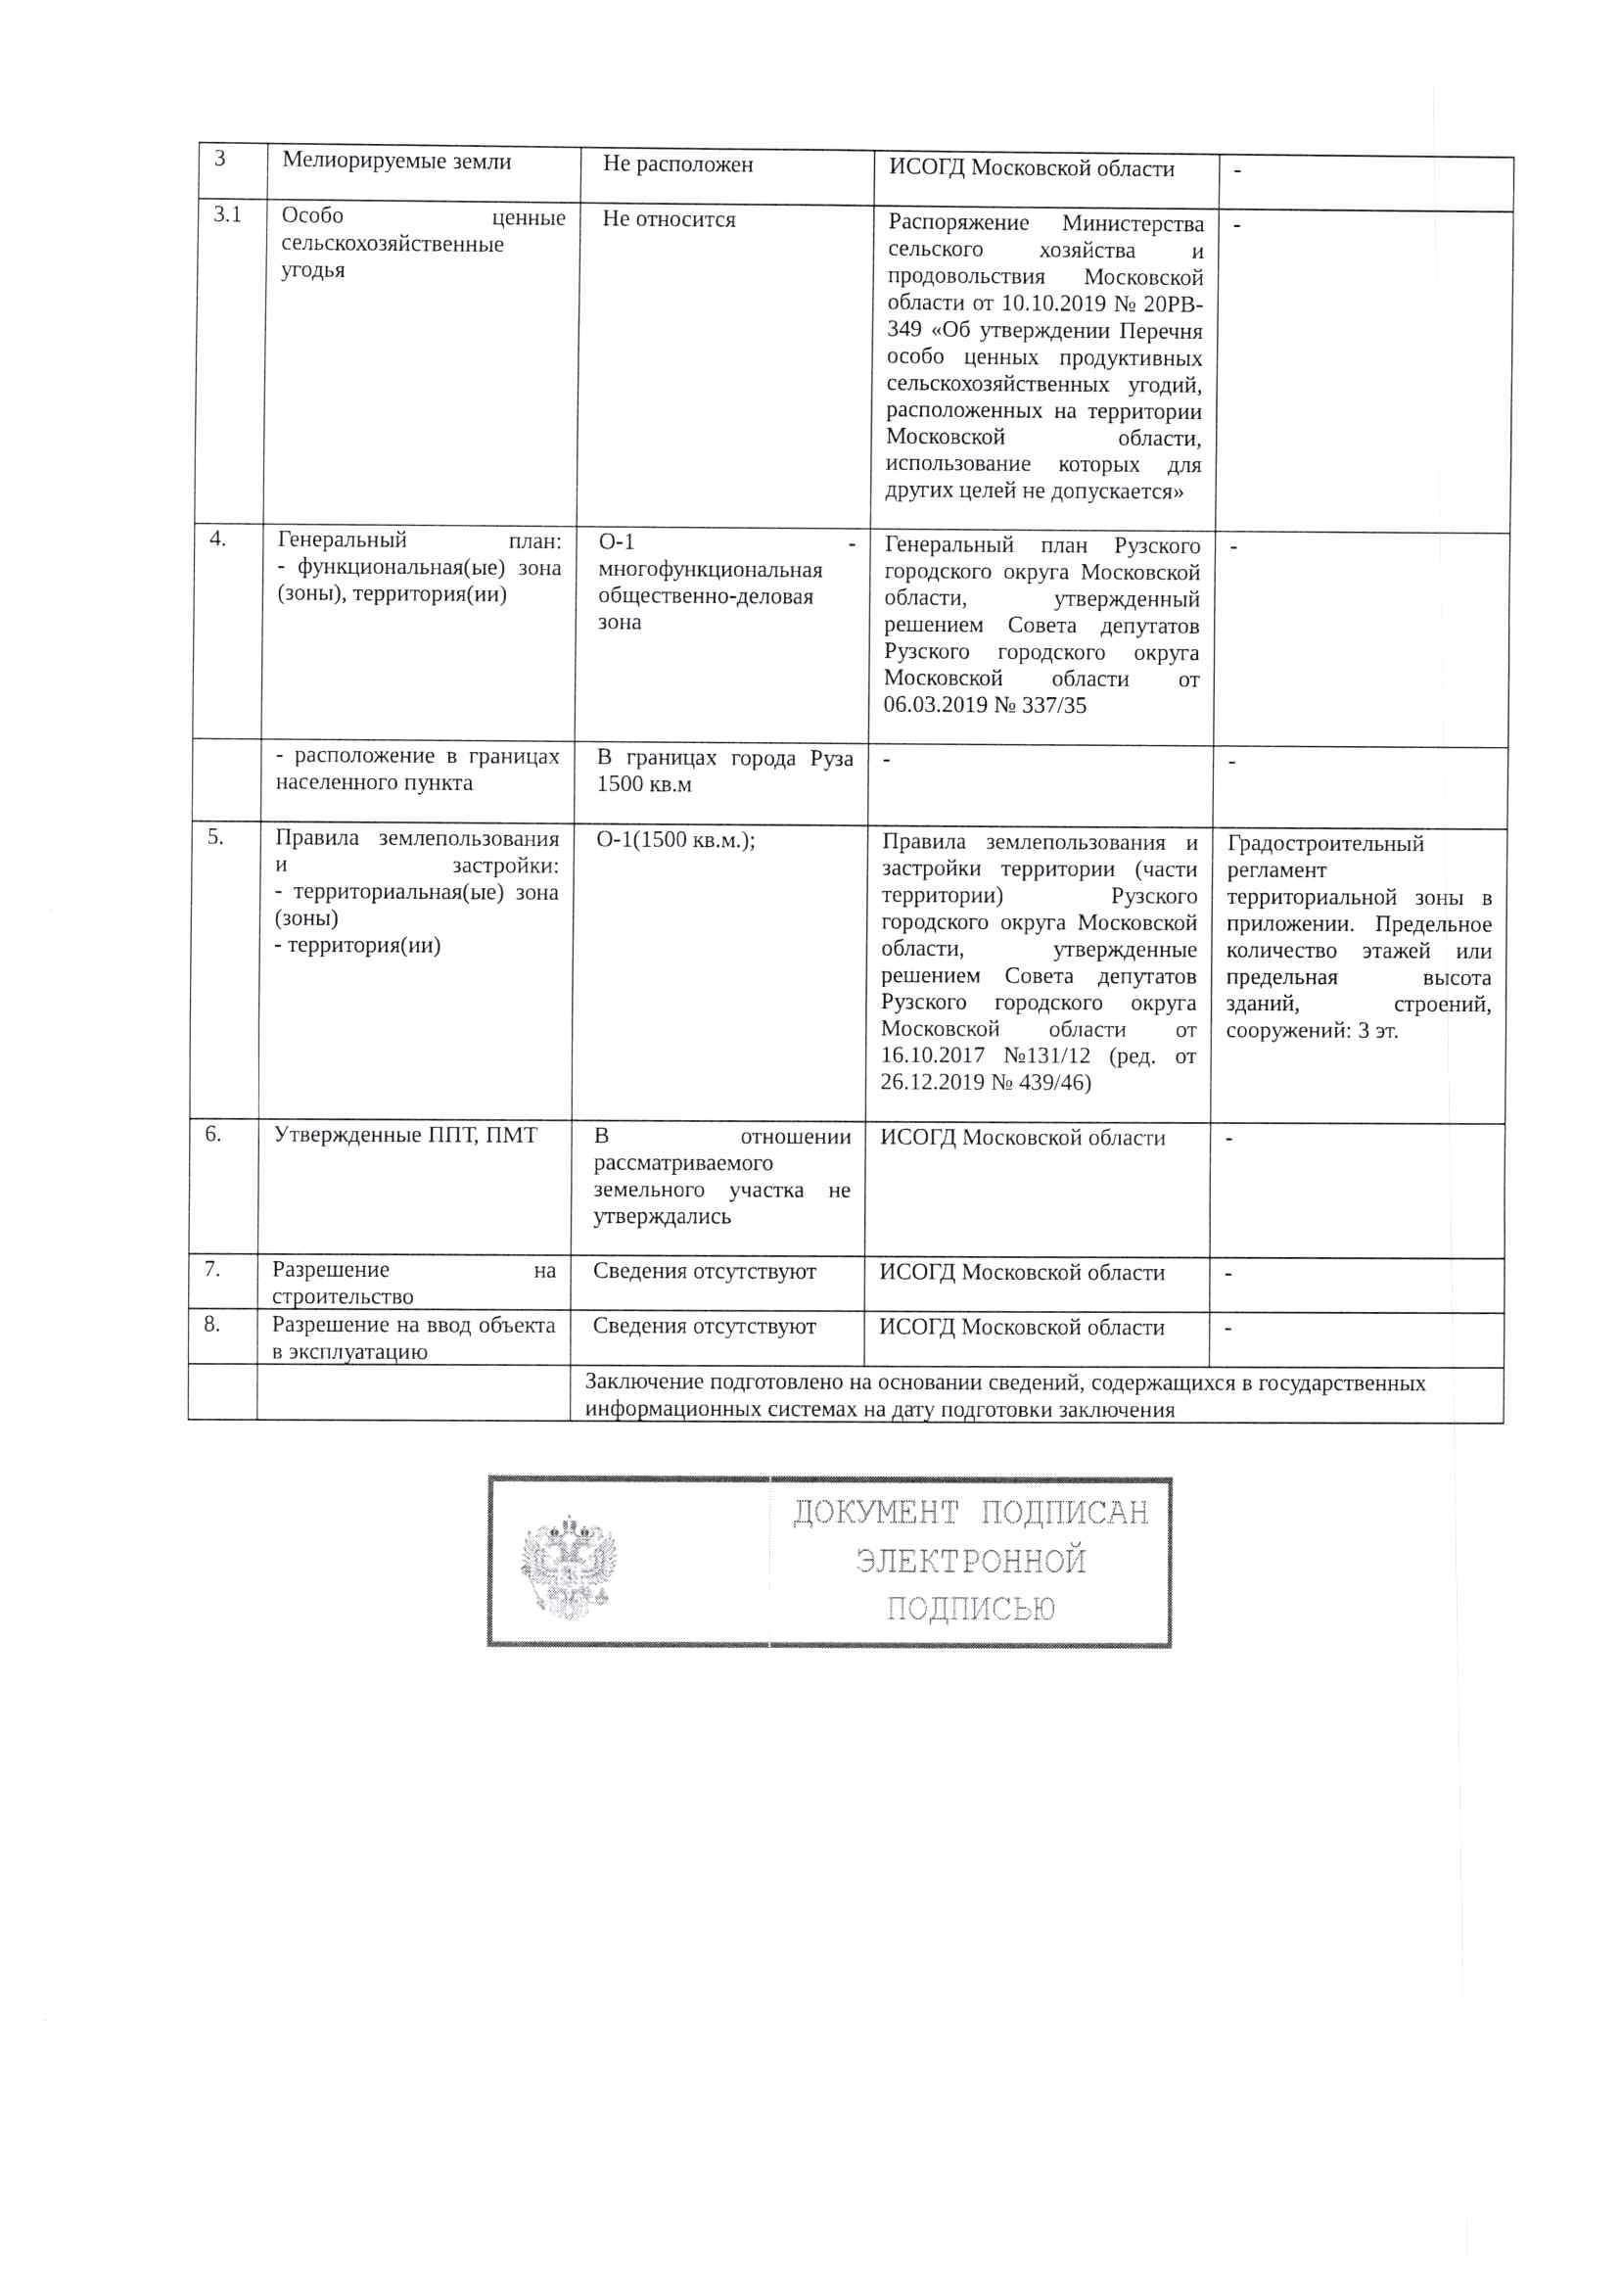 3
Мелиорируемые земли
Не расположен
ИСОГД Московской области
-
3.1
Особо ценные
сельскохозяйственные
угодья
Не относится
Распоряжение Министерства
сельского хозяйства и
продовольствия Московской
области от 10.10.2019 № 20РВ-
349 «Об утверждении Перечня
особо ценных продуктивных
сельскохозяйственных угодий,
расположенных на территории
Московской области,
использование которых для
других целей не допускается»
-
4.
Генеральный план:
- функциональная(ые) зона
(зоны), территория(ии)
О-1 -
многофункциональная
общественно-деловая
зона
Генеральный план Рузского
городского округа Московской
области, утвержденный
решением Совета депутатов
Рузского городского округа
Московской области от
06.03.2019 № 337/35
-
- расположение в границах
населенного пункта
В границах города Руза
1500 кв.м
-
-
5.
Правила землепользования
и застройки:
- территориальная(ые) зона
(зоны)
- территория(ии)
О-1(1500 кв.м.);
Правила землепользования и
застройки территории (части
территории) Рузского
городского округа Московской
области, утвержденные
решением Совета депутатов
Рузского городского округа
Московской области от
16.10.2017 №131/12 (ред. от
26.12.2019 № 439/46)
Градостроительный
регламент
территориальной зоны в
приложении. Предельное
количество этажей или
предельная высота
зданий, строений,
сооружений: 3 эт.
6.
Утвержденные ППТ, ПМТ
В отношении
рассматриваемого
земельного участка не
утверждались
ИСОГД Московской области
-
7.
Разрешение на
строительство
Сведения отсутствуют
ИСОГД Московской области
-
8.
Разрешение на ввод объекта
в эксплуатацию
Сведения отсутствуют
ИСОГД Московской области
-
Заключение подготовлено на основании сведений, содержащихся в государственных
информационных системах на дату подготовки заключения
ДОКУМЕНТ ПОДПИСАН
ЭЛЕКТРОННОЙ
ПОДПИСЬЮ